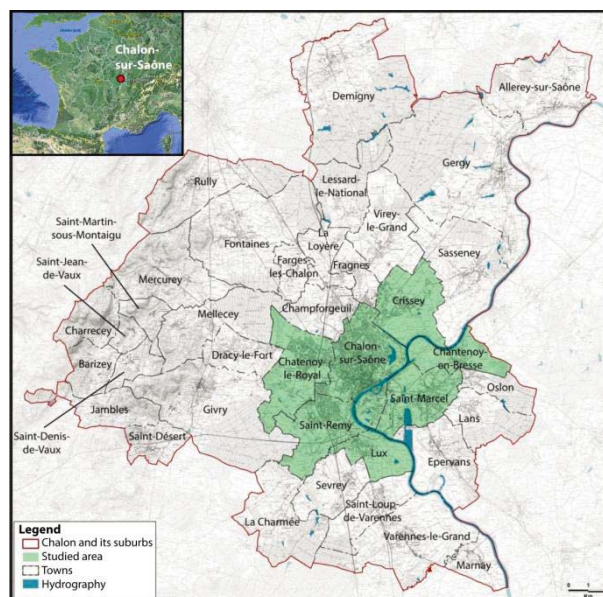 Chalon-
sur-Saône
Demigny
Allerey-sur-Saône
Gergy
Lessard-
le-National
Rully
Virey-
le-Grand
Saint-Martin-
sous-Montaigu
La
Loyère
Fontaines
Sasseney
Saint-Jean-
de-Vaux
Farges-
les-Chalon
Fragnes
Mercurey
Crissey
Mellecey
Champforgeuil
Charrecey
Chalon-
sur-Saône
Chatenoy-
le-Royal
Dracy-le-Fort
Chantenoy-
en-Bresse
Barizey
Oslon
Saint-Marcel
Jambles
Givry
Lans
Saint-Remy
Saint-Denis-
de-Vaux
Saint-Désert
Lux
Epervans
Sevrey
Saint-Loup-
de-Varennes
La Charmée
Varennes-le-Grand
Marnay
Legend
Chalon and its suburbs
Studied area
Towns
Hydrography
0 1
Km